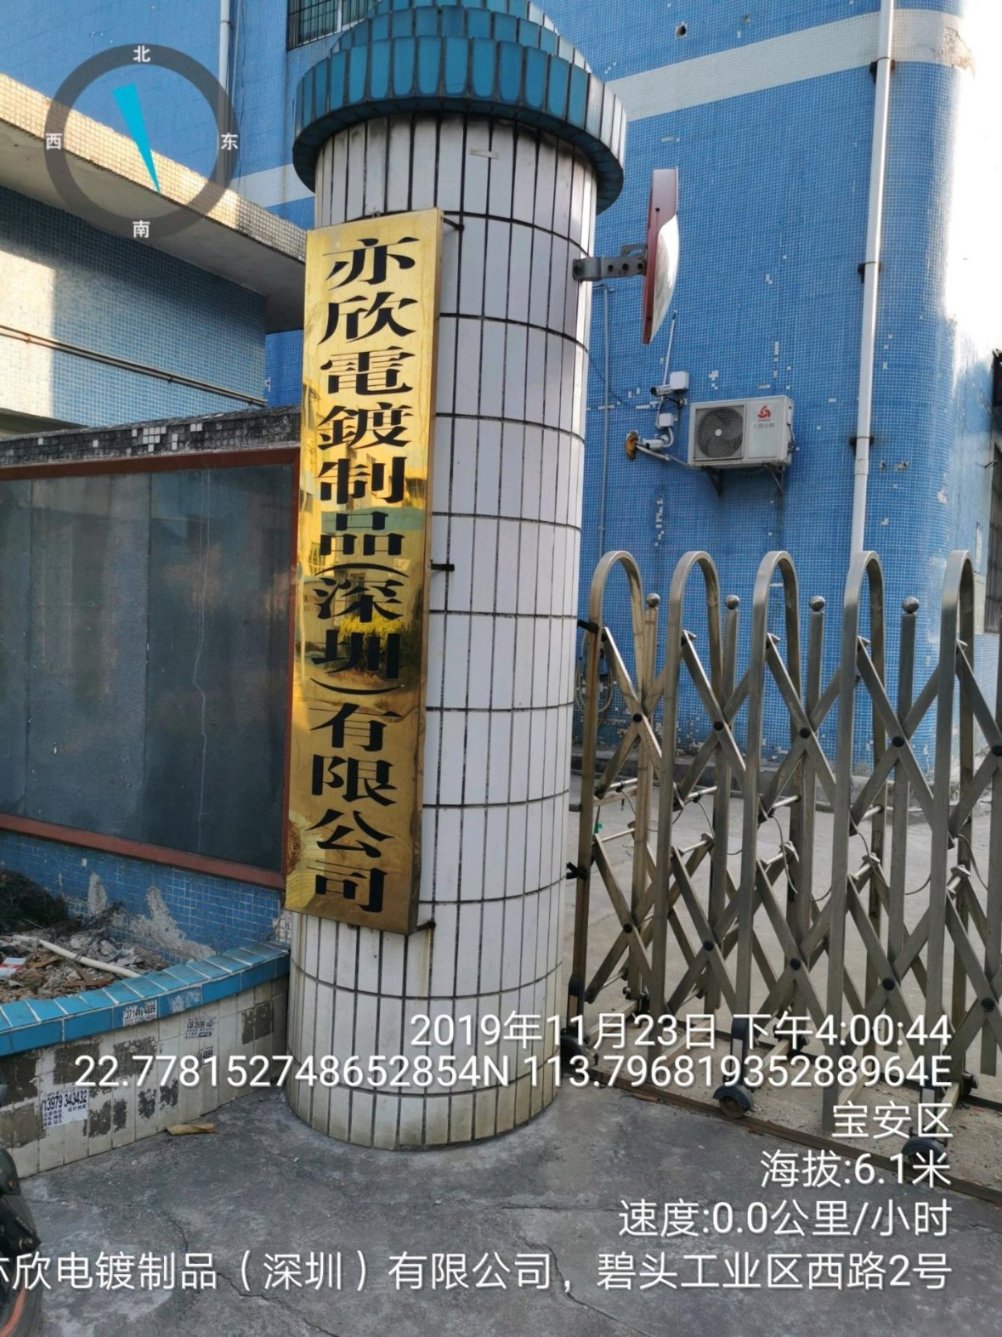 北
西
东
南
亦欣電鍍制品(深圳)有限公司
2019年11月23日 下午4:00:44
22.778152748652854N 113.79681935288964E
宝安区
海拔:6.1米
速度:0.0公里/小时
亦欣电镀制品（深圳）有限公司，碧头工业区西路2号